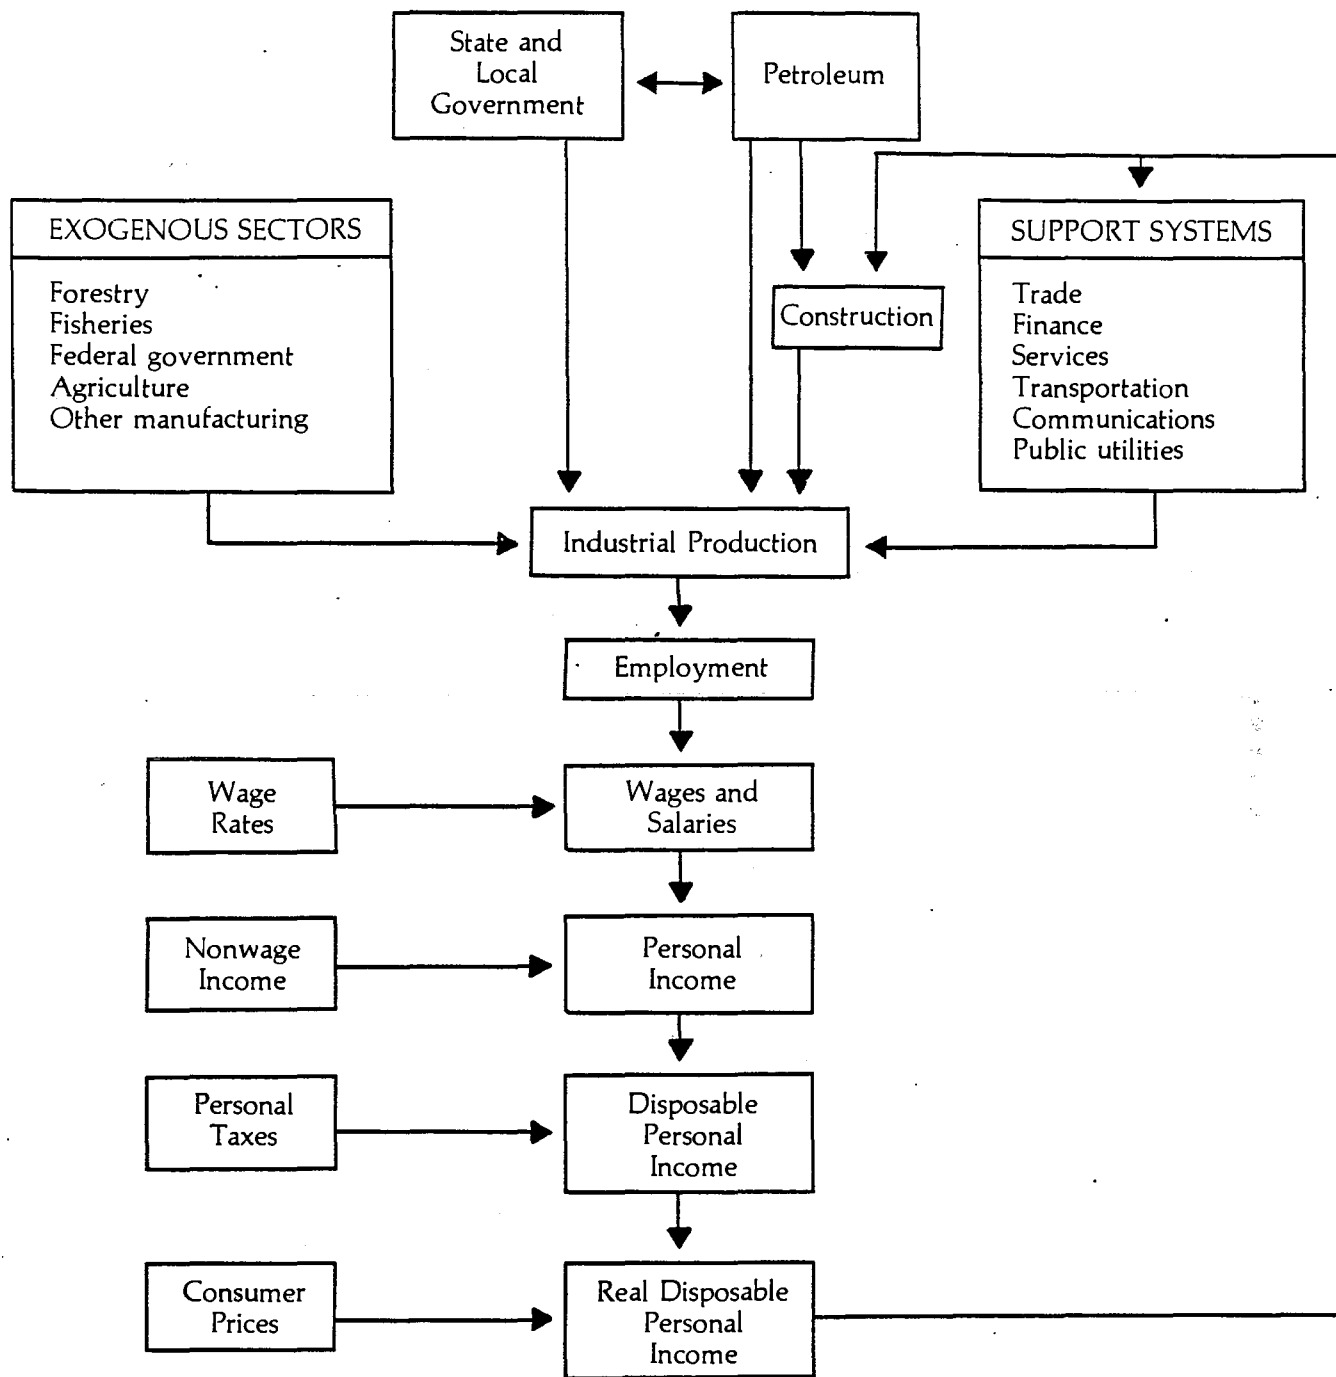 State and
Local
Government
Petroleum
EXOGENOUS SECTORS
Forestry
Fisheries
Federal government
Agriculture
Other manufacturing
Construction
SUPPORT SYSTEMS
Trade
Finance
Services
Transportation
Communications
Public utilities
Industrial Production
Employment
Wage
Rates
Wages and
Salaries
Nonwage
Income
Personal
Income
Personal
Taxes
Disposable
Personal
Income
Consumer
Prices
Real Disposable
Personal
Income